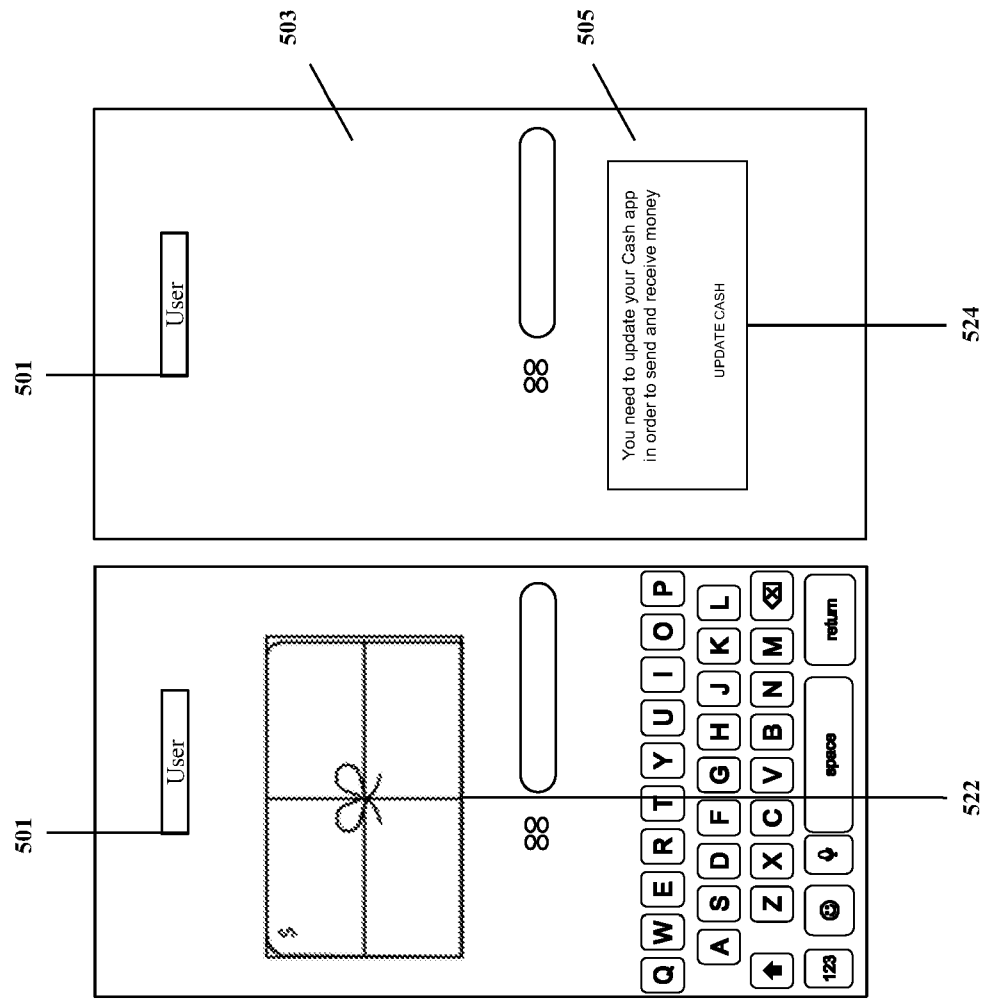 501
User
$
522
Q W E R T Y U I O P
A S D F G H J K L
Z X C V B N M
123
space
return
501
User
503
505
You need to update your Cash app
in order to send and receive money
UPDATE CASH
524